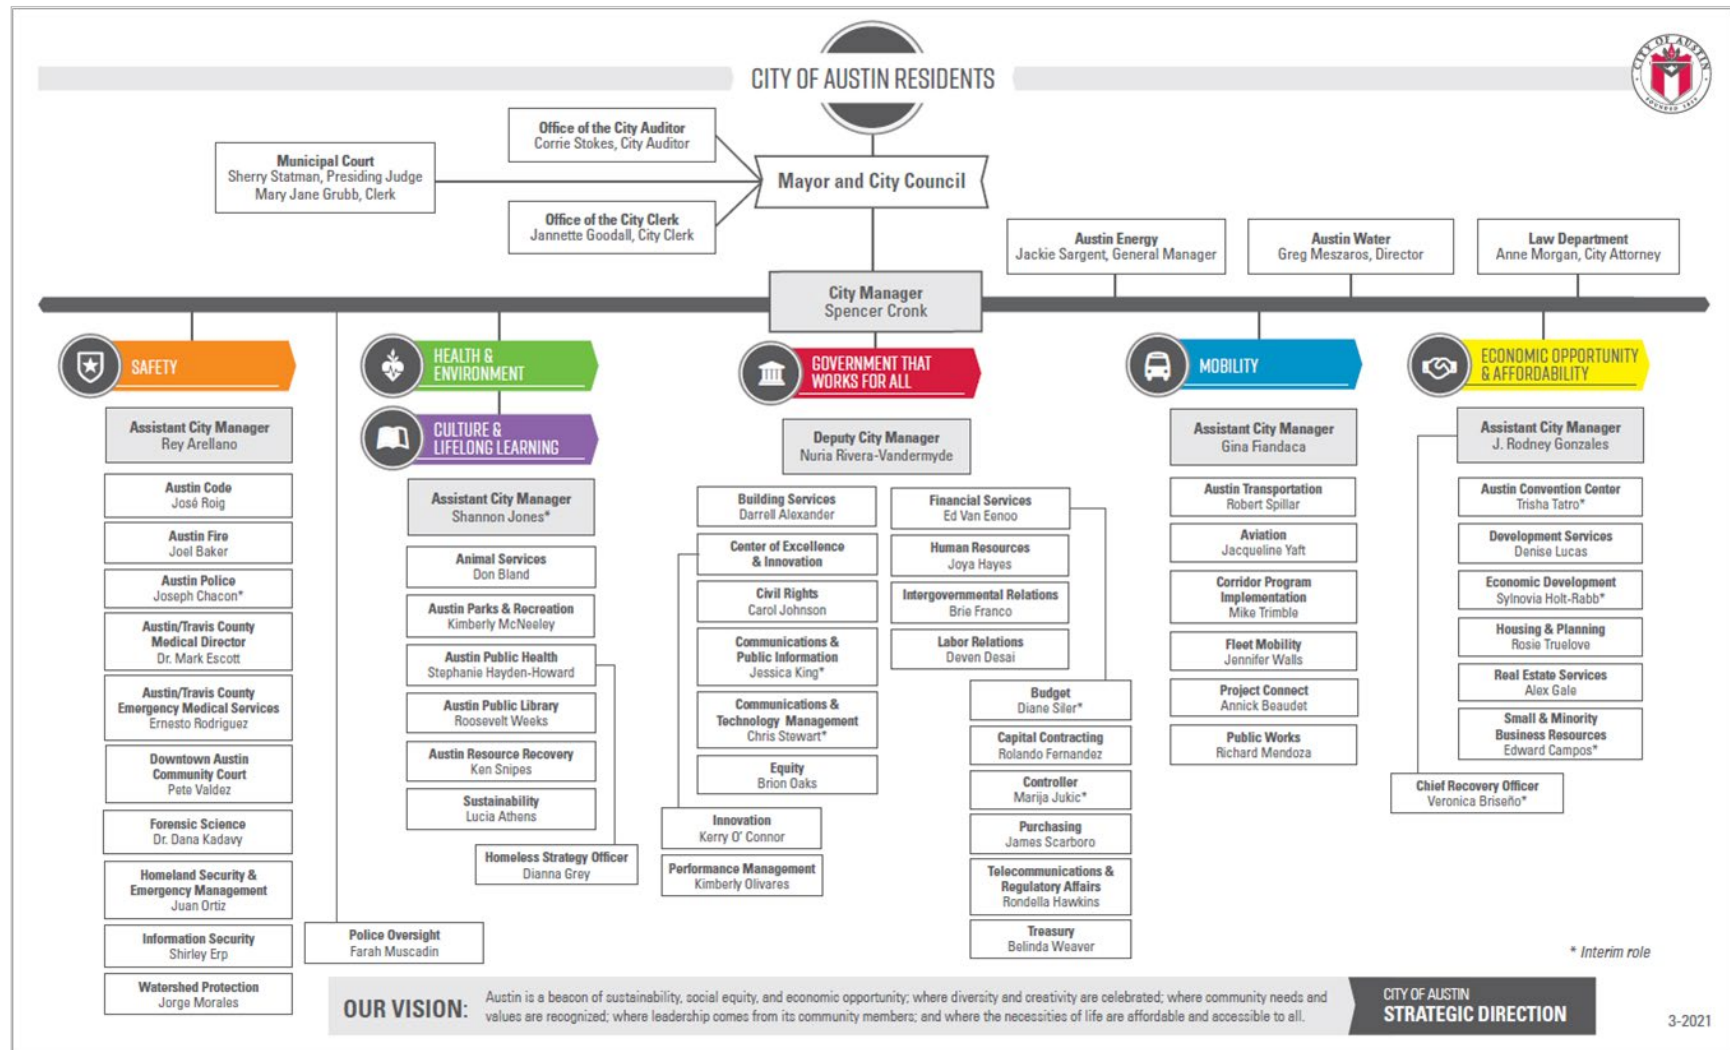 CITY OF AUSTIN RESIDENTS
CITY OF AUSTIN
FOUNDED 1839
Office of the City Auditor
Corrie Stokes, City Auditor
Municipal Court
Sherry Statman, Presiding Judge
Mary Jane Grubb, Clerk
Mayor and City Council
Office of the City Clerk
Jannette Goodall, City Clerk
Austin Energy
Jackie Sargent, General Manager
Austin Water
Greg Meszaros, Director
Law Department
Anne Morgan, City Attorney
City Manager
Spencer Cronk
SAFETY
Assistant City Manager
Rey Arellano
Austin Code
José Roig
Austin Fire
Joel Baker
Austin Police
Joseph Chacon*
Austin/Travis County
Medical Director
Dr. Mark Escott
Austin/Travis County
Emergency Medical Services
Ernesto Rodriguez
Downtown Austin
Community Court
Pete Valdez
Forensic Science
Dr. Dana Kadavy
Homeland Security &
Emergency Management
Juan Ortiz
Information Security
Shirley Erp
Watershed Protection
Jorge Morales
Police Oversight
Farah Muscadin
HEALTH &
ENVIRONMENT
CULTURE &
LIFELONG LEARNING
Assistant City Manager
Shannon Jones*
Animal Services
Don Bland
Austin Parks & Recreation
Kimberly McNeeley
Austin Public Health
Stephanie Hayden-Howard
Austin Public Library
Roosevelt Weeks
Austin Resource Recovery
Ken Snipes
Sustainability
Lucia Athens
Homeless Strategy Officer
Dianna Grey
GOVERNMENT THAT
WORKS FOR ALL
Deputy City Manager
Nuria Rivera-Vandermyde
Building Services
Darrell Alexander
Center of Excellence
& Innovation
Civil Rights
Carol Johnson
Communications &
Public Information
Jessica King*
Communications &
Technology Management
Chris Stewart*
Equity
Brion Oaks
Innovation
Kerry O' Connor
Performance Management
Kimberly Olivares
Financial Services
Ed Van Eenoo
Human Resources
Joya Hayes
Intergovernmental Relations
Brie Franco
Labor Relations
Deven Desai
Budget
Diane Siler*
Capital Contracting
Rolando Fernandez
Controller
Marija Jukic*
Purchasing
James Scarboro
Telecommunications &
Regulatory Affairs
Rondella Hawkins
Treasury
Belinda Weaver
MOBILITY
Assistant City Manager
Gina Fiandaca
Austin Transportation
Robert Spillar
Aviation
Jacqueline Yaft
Corridor Program
Implementation
Mike Trimble
Fleet Mobility
Jennifer Walls
Project Connect
Annick Beaudet
Public Works
Richard Mendoza
ECONOMIC OPPORTUNITY
& AFFORDABILITY
Assistant City Manager
J. Rodney Gonzales
Austin Convention Center
Trisha Tatro*
Development Services
Denise Lucas
Economic Development
Sylnovia Holt-Rabb*
Housing & Planning
Rosie Truelove
Real Estate Services
Alex Gale
Small & Minority
Business Resources
Edward Campos*
Chief Recovery Officer
Veronica Briseño*
* Interim role
OUR VISION:
Austin is a beacon of sustainability, social equity, and economic opportunity; where diversity and creativity are celebrated; where community needs and
values are recognized; where leadership comes from its community members; and where the necessities of life are affordable and accessible to all.
CITY OF AUSTIN
STRATEGIC DIRECTION
3-2021